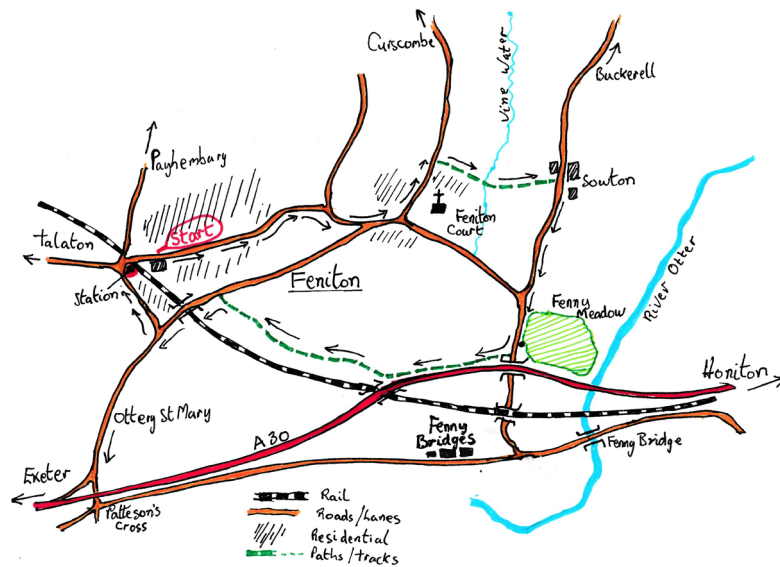 Curscombe
Vine Water
Buckerell
Payhembury
Souton
Feniton
Court
Start
Talaton
Station
Feniton
Fenny
Meadow
River Otter
Honiton
Ottery St Mary
A30
Fenny
Bridges
Fenny Bridge
Exeter
Patteson's
Cross
Rail
Roads/Lanes
Residential
Paths/tracks